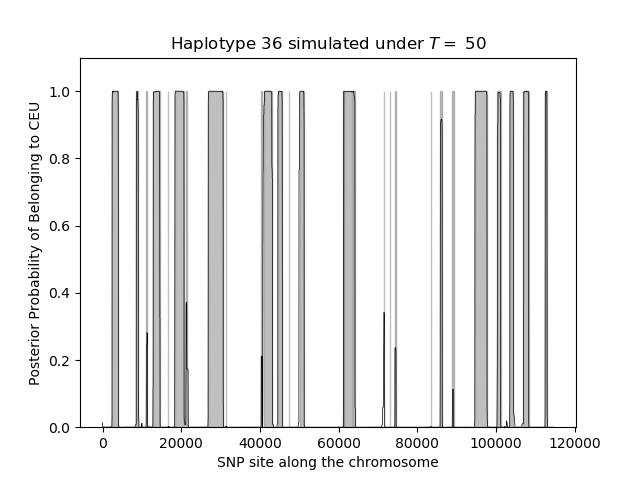 Haplotype 36 simulated under T = 50
Posterior Probability of Belonging to CEU
1.0
0.8
0.6
0.4
0.2
0.0
0 20000 40000 60000 80000 100000 120000
SNP site along the chromosome